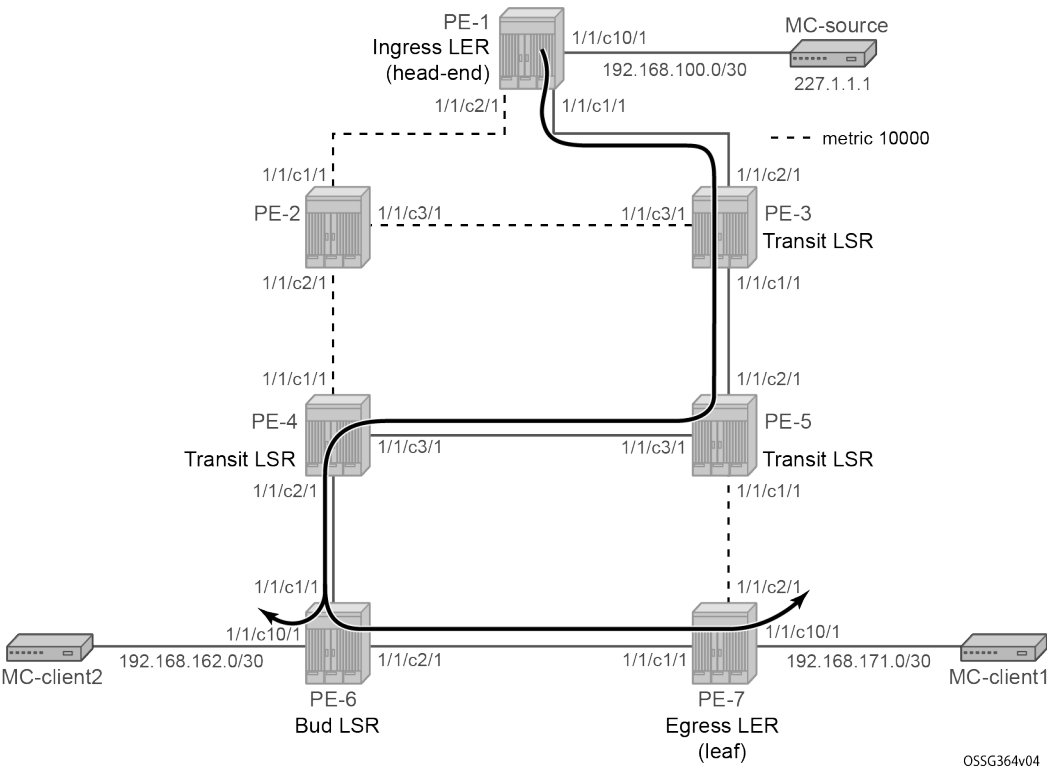 PE-1
Ingress LER
(head-end)
1/1/c10/1
192.168.100.0/30
MC-source
227.1.1.1
1/1/c2/1
1/1/c1/1
metric 10000
1/1/c1/1
1/1/c2/1
PE-2
1/1/c3/1
1/1/c3/1
PE-3
Transit LSR
1/1/c2/1
1/1/c1/1
1/1/c1/1
1/1/c2/1
PE-4
Transit LSR
1/1/c3/1
1/1/c3/1
PE-5
Transit LSR
1/1/c2/1
1/1/c1/1
1/1/c1/1
1/1/c2/1
1/1/c10/1
1/1/c10/1
192.168.162.0/30
1/1/c2/1
1/1/c1/1
192.168.171.0/30
MC-client2
MC-client1
PE-6
Bud LSR
PE-7
Egress LER
(leaf)
OSSG364v04